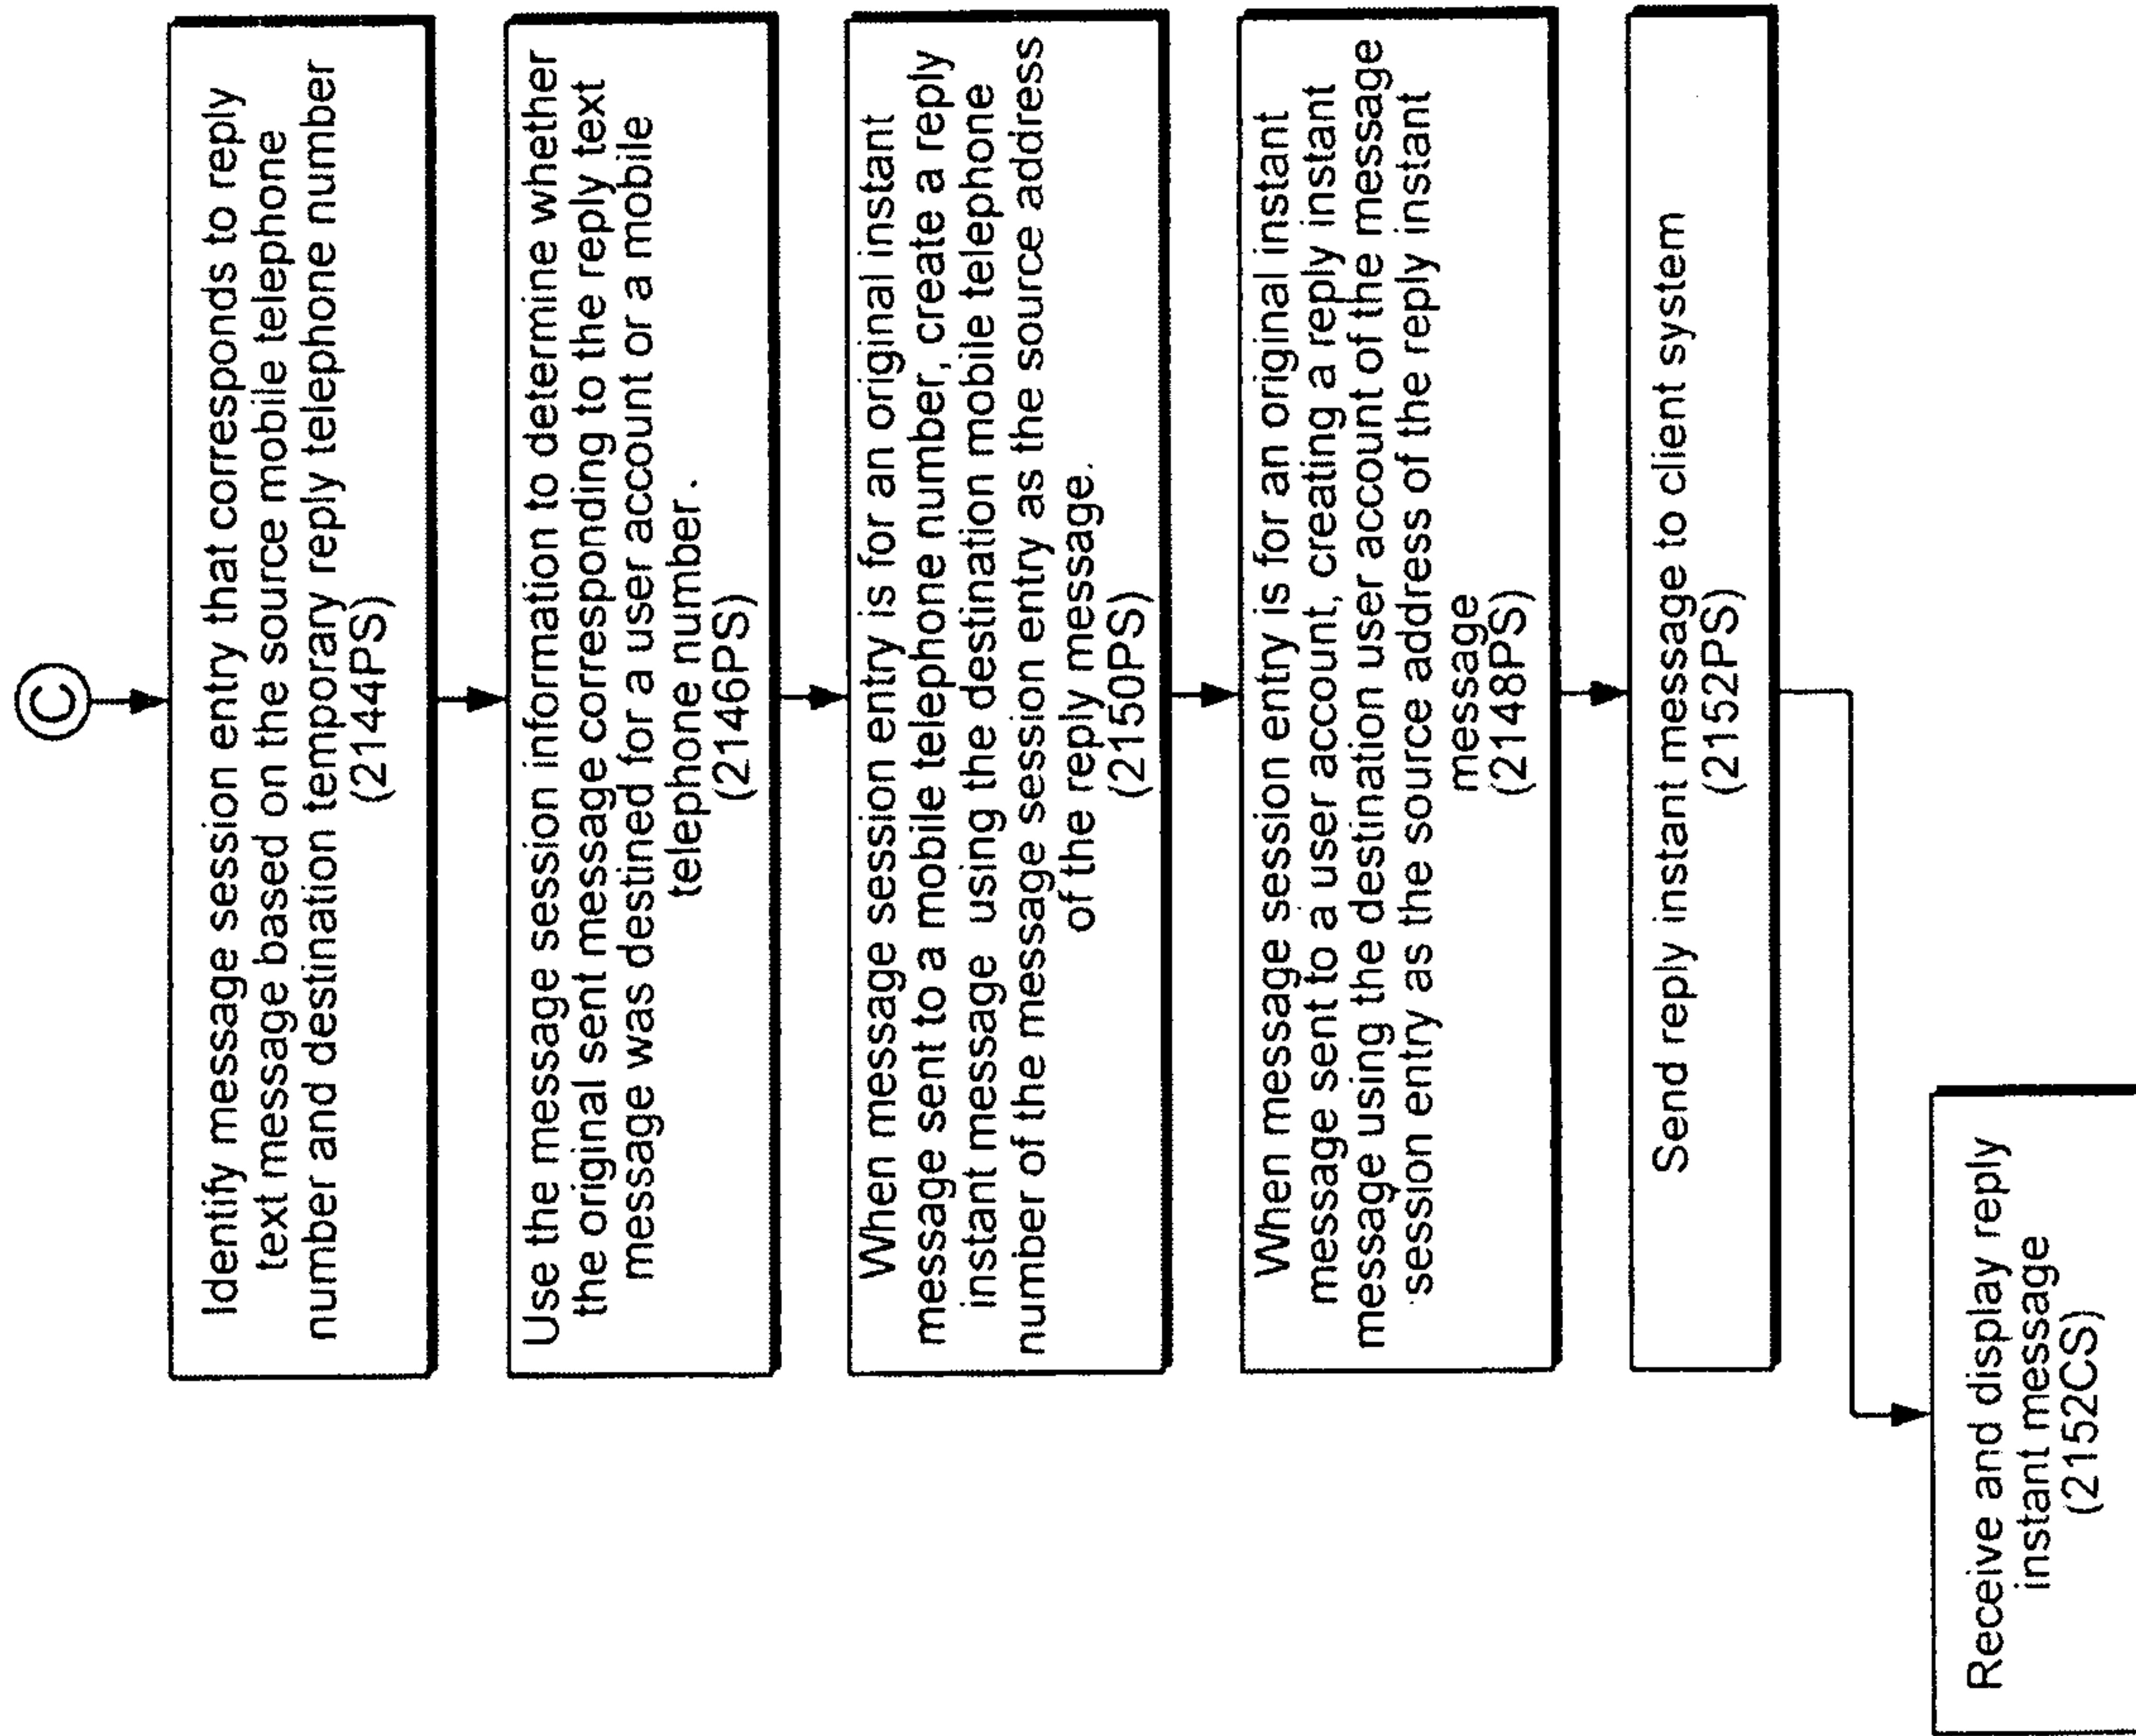 C
Identify message session entry that corresponds to reply
text message based on the source mobile telephone
number and destination temporary reply telephone number
(2144PS)
Use the message session information to determine whether
the original sent message corresponding to the reply text
message was destined for a user account or a mobile
telephone number.
(2146PS)
When message session entry is for an original instant
message sent to a mobile telephone number, create a reply
instant message using the destination mobile telephone
number of the message session entry as the source address
of the reply message.
(2150PS)
When message session entry is for an original instant
message sent to a user account, creating a reply instant
message using the destination user account of the message
session entry as the source address of the reply instant
message
(2148PS)
Send reply instant message to client system
(2152PS)
Receive and display reply
instant message
(2152CS)